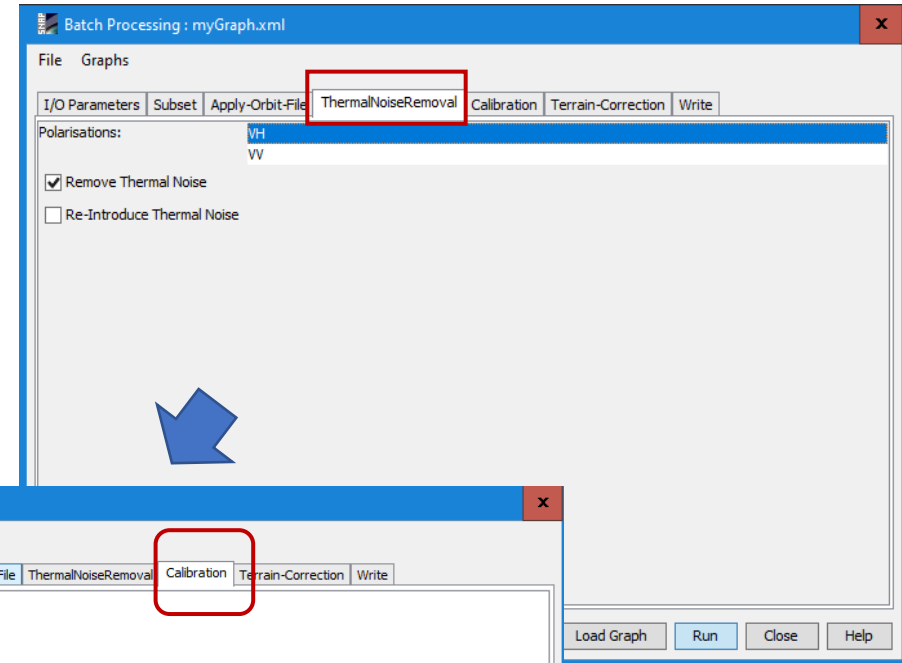 SNAP
Batch Processing : myGraph.xml
x
File Graphs
I/O Parameters Subset Apply-Orbit-File ThermalNoiseRemoval Calibration Terrain-Correction Write
Polarisations:
VH
VV
Remove Thermal Noise
Re-Introduce Thermal Noise
x
File ThermalNoiseRemoval Calibration Terrain-Correction Write
Load Graph Run Close Help